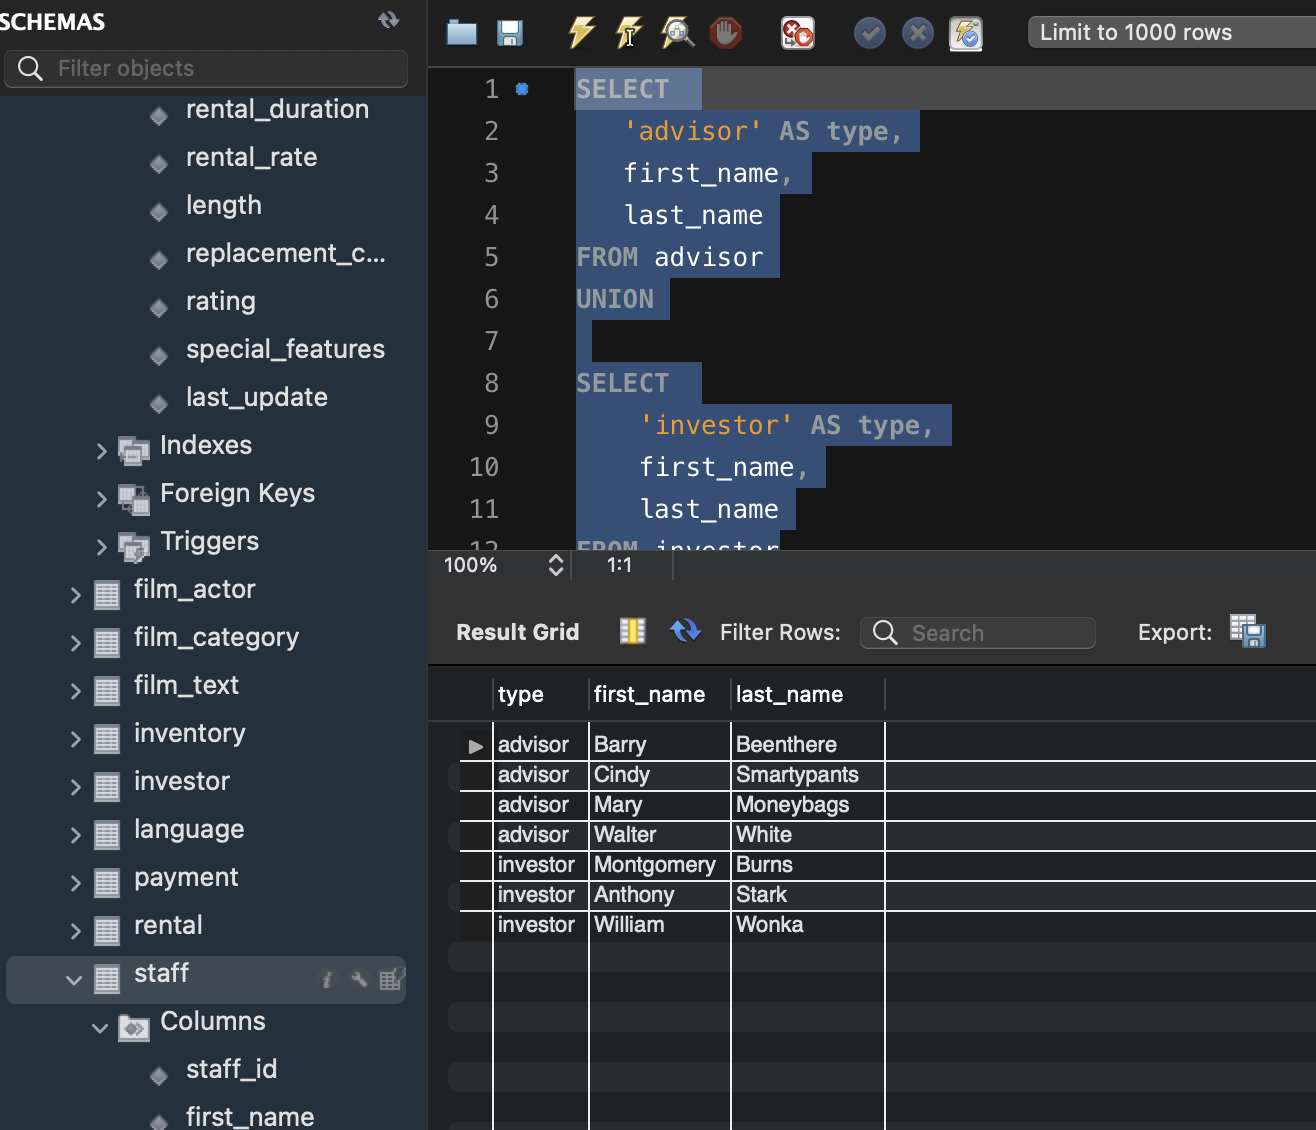 SCHEMAS
Filter objects
rental_duration
rental_rate
length
replacement_c...
rating
special_features
last_update
Indexes
Foreign Keys
Triggers
film_actor
film_category
film_text
inventory
investor
language
payment
rental
staff
Columns
staff_id
first_name
Limit to 1000 rows
1 SELECT
2 'advisor' AS type,
3 first_name,
4 last_name
5 FROM advisor
6 UNION
7
8 SELECT
9 'investor' AS type,
10 first_name,
11 last_name
12 FROM investor
100% 1:1
Result Grid Filter Rows: Search Export:
type first_name last_name
advisor Barry Beenthere
advisor Cindy Smartypants
advisor Mary Moneybags
advisor Walter White
investor Montgomery Burns
investor Anthony Stark
investor William Wonka